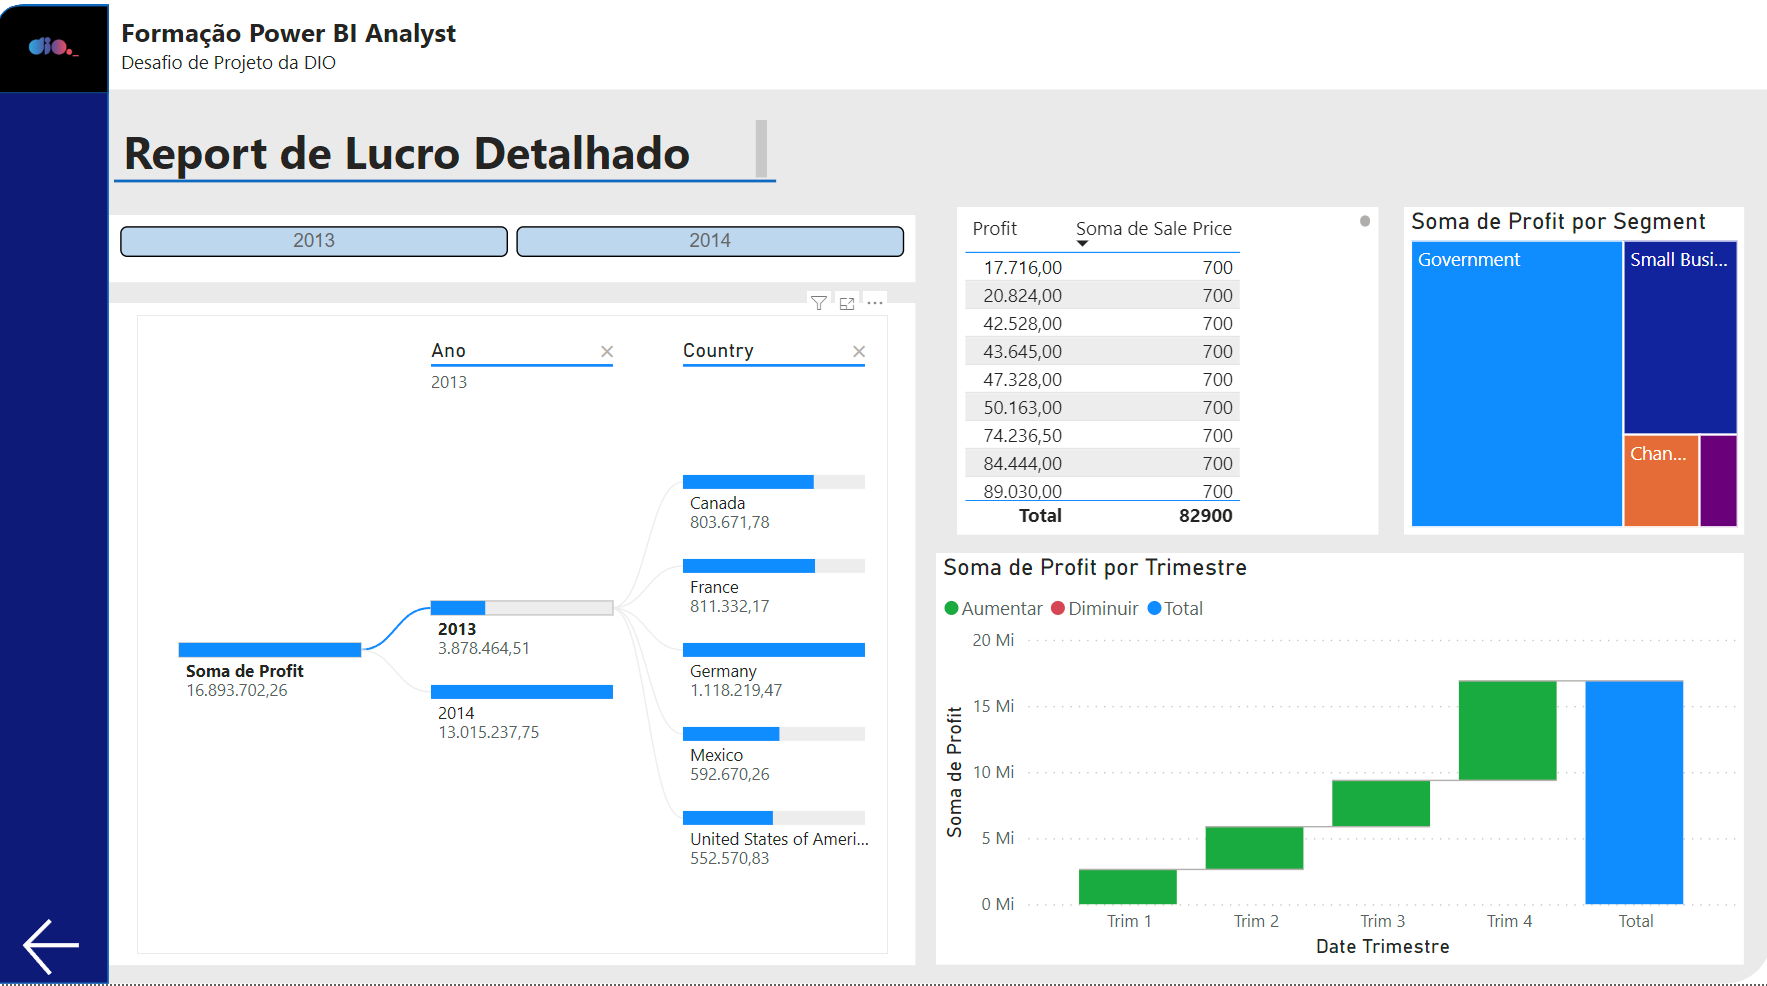 dio._
Formação Power BI Analyst
Desafio de Projeto da DIO
Report de Lucro Detalhado
2013
2014
Ano
2013
Country
Soma de Profit
16.893.702,26
2013
3.878.464,51
2014
13.015.237,75
Canada
803.671,78
France
811.332,17
Germany
1.118.219,47
Mexico
592.670,26
United States of Ameri...
552.570,83
Profit Soma de Sale Price
17.716,00 700
20.824,00 700
42.528,00 700
43.645,00 700
47.328,00 700
50.163,00 700
74.236,50 700
84.444,00 700
89.030,00 700
Total 82900
Soma de Profit por Segment
Government
Small Busi...
Chan...
Soma de Profit por Trimestre
Aumentar Diminuir Total
Soma de Profit
20 Mi
15 Mi
10 Mi
5 Mi
0 Mi
Trim 1 Trim 2 Trim 3 Trim 4 Total
Date Trimestre